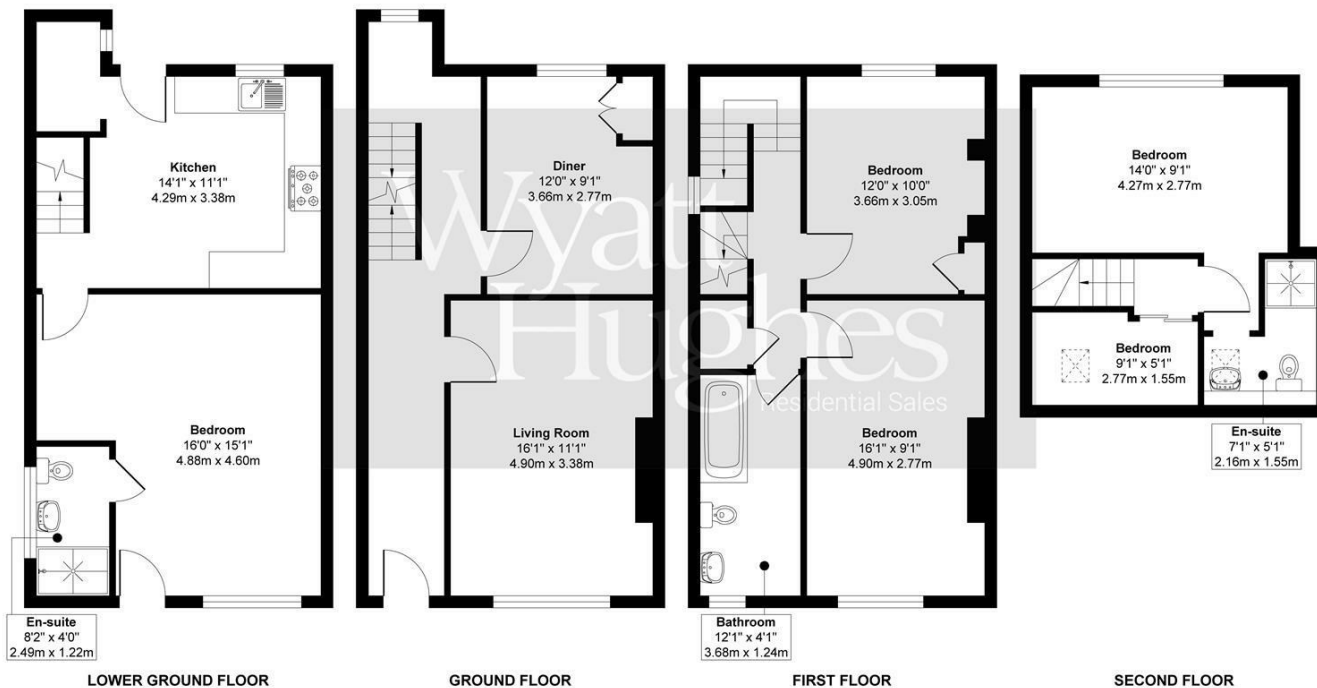 Kitchen
14'1" x 11'1"
4.29m x 3.38m
Bedroom
16'0" x 15'1"
4.88m x 4.60m
En-suite
8'2" x 4'0"
2.49m x 1.22m
LOWER GROUND FLOOR
Diner
12'0" x 9'1"
3.66m x 2.77m
Living Room
16'1" x 11'1"
4.90m x 3.38m
GROUND FLOOR
Bedroom
12'0" x 10'0"
3.66m x 3.05m
Bedroom
16'1" x 9'1"
4.90m x 2.77m
Bathroom
12'1" x 4'1"
3.68m x 1.24m
FIRST FLOOR
Bedroom
14'0" x 9'1"
4.27m x 2.77m
Bedroom
9'1" x 5'1"
2.77m x 1.55m
En-suite
7'1" x 5'1"
2.16m x 1.55m
SECOND FLOOR
Wyatt
Hughes
Residential Sales